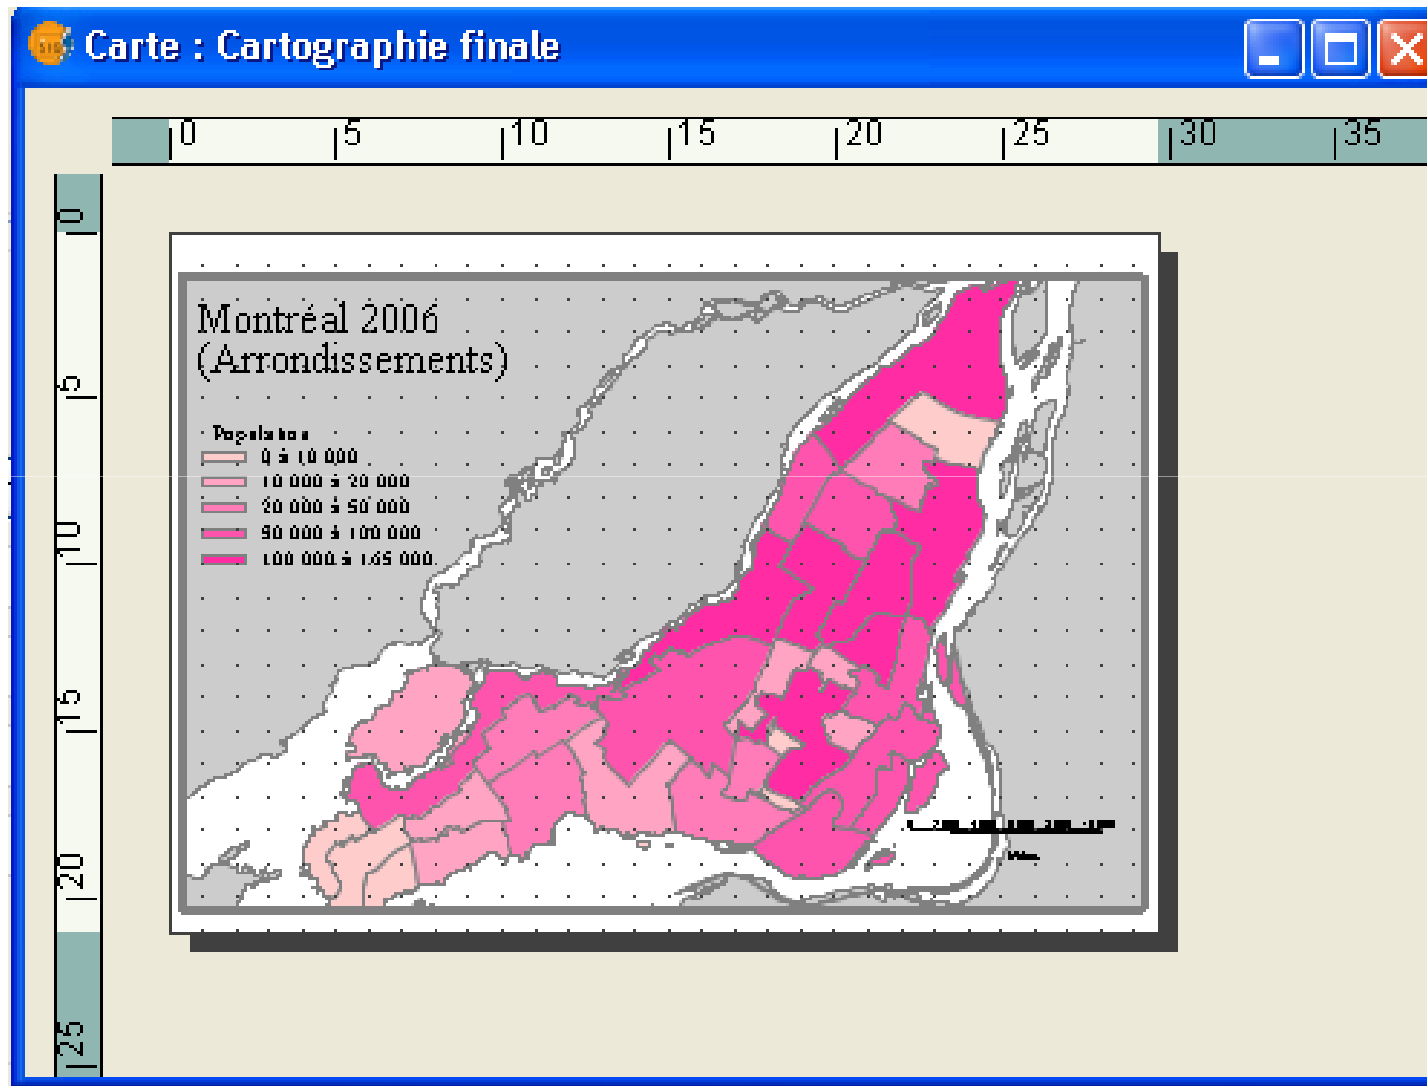 Carte : Cartographie finale
0 5 10 15 20 25 30 35
0
5
10
15
20
25
Montréal 2006
(Arrondissements)
Population
0 à 10 000
10 000 à 20 000
20 000 à 50 000
50 000 à 100 000
100 000 à 165 000